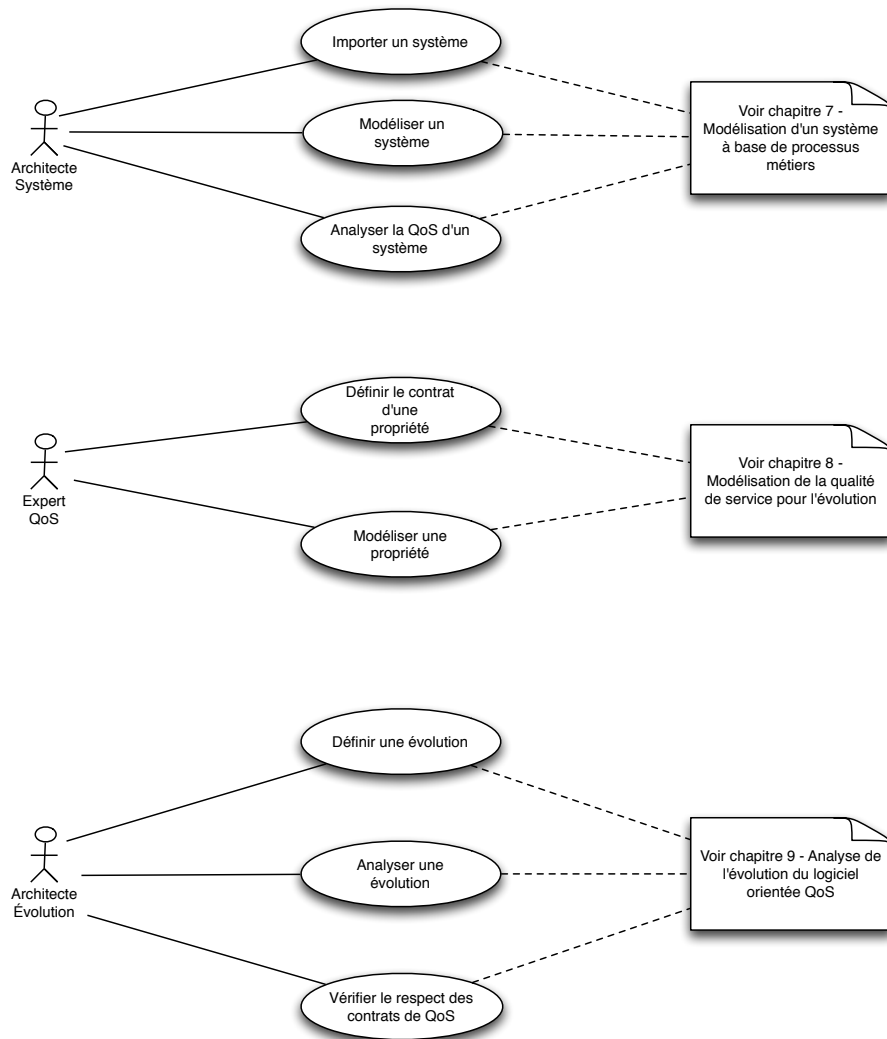 Importer un système
Voir chapitre 7 -
Modélisation d'un système
à base de processus
métiers
Modéliser un
système
Architecte
Système
Analyser la QoS d'un
système
Définir le contrat
d'une
propriété
Voir chapitre 8 -
Modélisation de la qualité
de service pour l'évolution
Expert
QoS
Modéliser une
propriété
Définir une évolution
Voir chapitre 9 - Analyse de
l'évolution du logiciel
orientée QoS
Analyser une
évolution
Architecte
Évolution
Vérifier le respect des
contrats de QoS